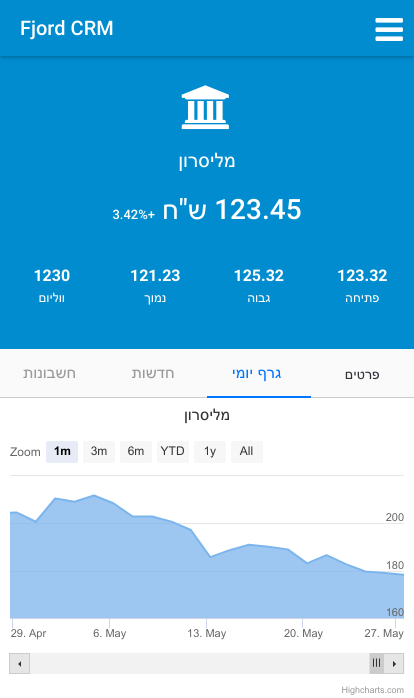 Fjord CRM
מליסרון
123.45 ש"ח +3.42%
123.32 125.32 121.23 1230
פתיחה גבוה נמוך ווליום
פרטים גרף יומי חדשות חשבונות
מליסרון
Zoom 1m 3m 6m YTD 1y All
200
180
160
29. Apr 6. May 13. May 20. May 27. May
Highcharts.com